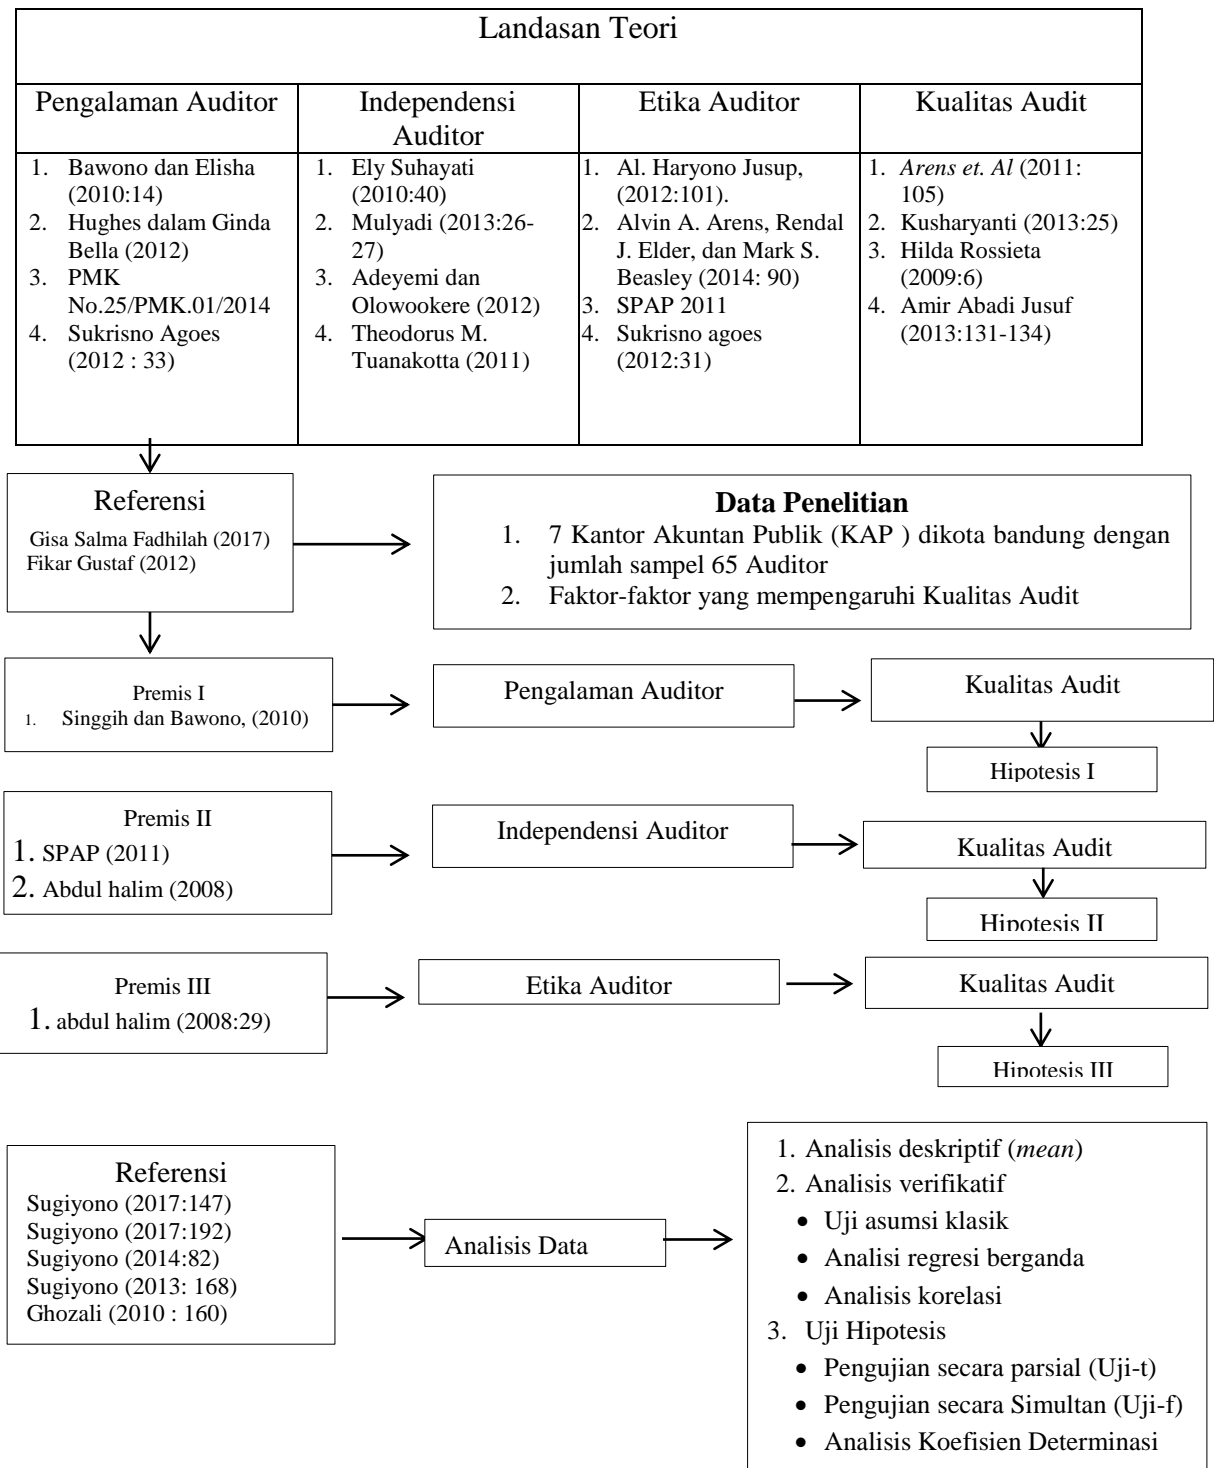 Landasan Teori
Pengalaman Auditor
Independensi
Auditor
Etika Auditor
Kualitas Audit
1. Bawono dan Elisha
(2010:14)
2. Hughes dalam Ginda
Bella (2012)
3. PMK
No.25/PMK.01/2014
4. Sukrisno Agoes
(2012 : 33)
1. Ely Suhayati
(2010:40)
2. Mulyadi (2013:26-
27)
3. Adeyemi dan
Olowookere (2012)
4. Theodorus M.
Tuanakotta (2011)
1. Al. Haryono Jusup,
(2012:101).
2. Alvin A. Arens, Rendal
J. Elder, dan Mark S.
Beasley (2014: 90)
3. SPAP 2011
4. Sukrisno agoes
(2012:31)
1. Arens et. Al (2011:
105)
2. Kusharyanti (2013:25)
3. Hilda Rossieta
(2009:6)
4. Amir Abadi Jusuf
(2013:131-134)
Referensi
Gisa Salma Fadhilah (2017)
Fikar Gustaf (2012)
Data Penelitian
1. 7 Kantor Akuntan Publik (KAP ) dikota bandung dengan
jumlah sampel 65 Auditor
2. Faktor-faktor yang mempengaruhi Kualitas Audit
Premis I
1. Singgih dan Bawono, (2010)
Pengalaman Auditor
Kualitas Audit
Hipotesis I
Premis II
1. SPAP (2011)
2. Abdul halim (2008)
Independensi Auditor
Kualitas Audit
Hipotesis II
Premis III
1. abdul halim (2008:29)
Etika Auditor
Kualitas Audit
Hipotesis III
Referensi
Sugiyono (2017:147)
Sugiyono (2017:192)
Sugiyono (2014:82)
Sugiyono (2013: 168)
Ghozali (2010 : 160)
Analisis Data
1. Analisis deskriptif (mean)
2. Analisis verifikatif
• Uji asumsi klasik
• Analisi regresi berganda
• Analisis korelasi
3. Uji Hipotesis
• Pengujian secara parsial (Uji-t)
• Pengujian secara Simultan (Uji-f)
• Analisis Koefisien Determinasi